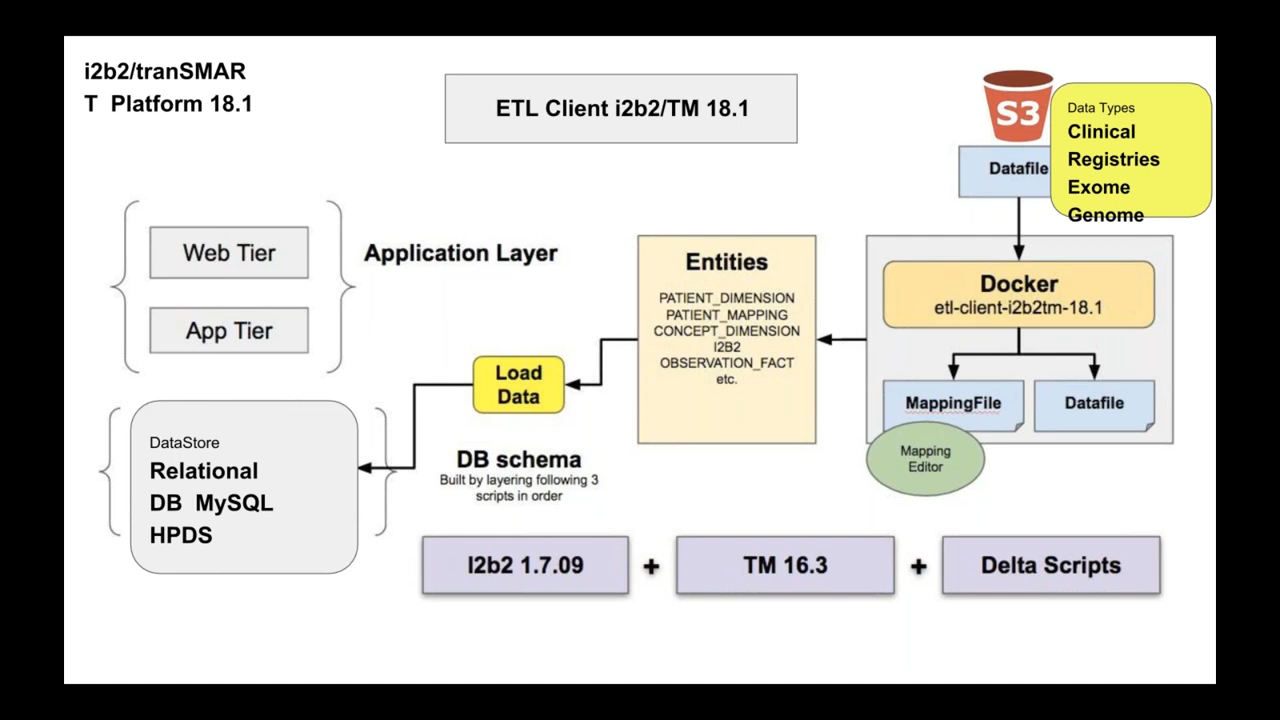 i2b2/tranSMAR
T Platform 18.1
ETL Client i2b2/TM 18.1
S3
Datafile
Data Types
Clinical
Registries
Exome
Genome
Web Tier
App Tier
Application Layer
Entities
PATIENT_DIMENSION
PATIENT_MAPPING
CONCEPT_DIMENSION
I2B2
OBSERVATION_FACT
etc.
Docker
etl-client-i2b2tm-18.1
MappingFile
Datafile
Mapping
Editor
Load
Data
DataStore
Relational
DB MySQL
HPDS
DB schema
Built by layering following 3
scripts in order
I2b2 1.7.09
+
TM 16.3
+
Delta Scripts